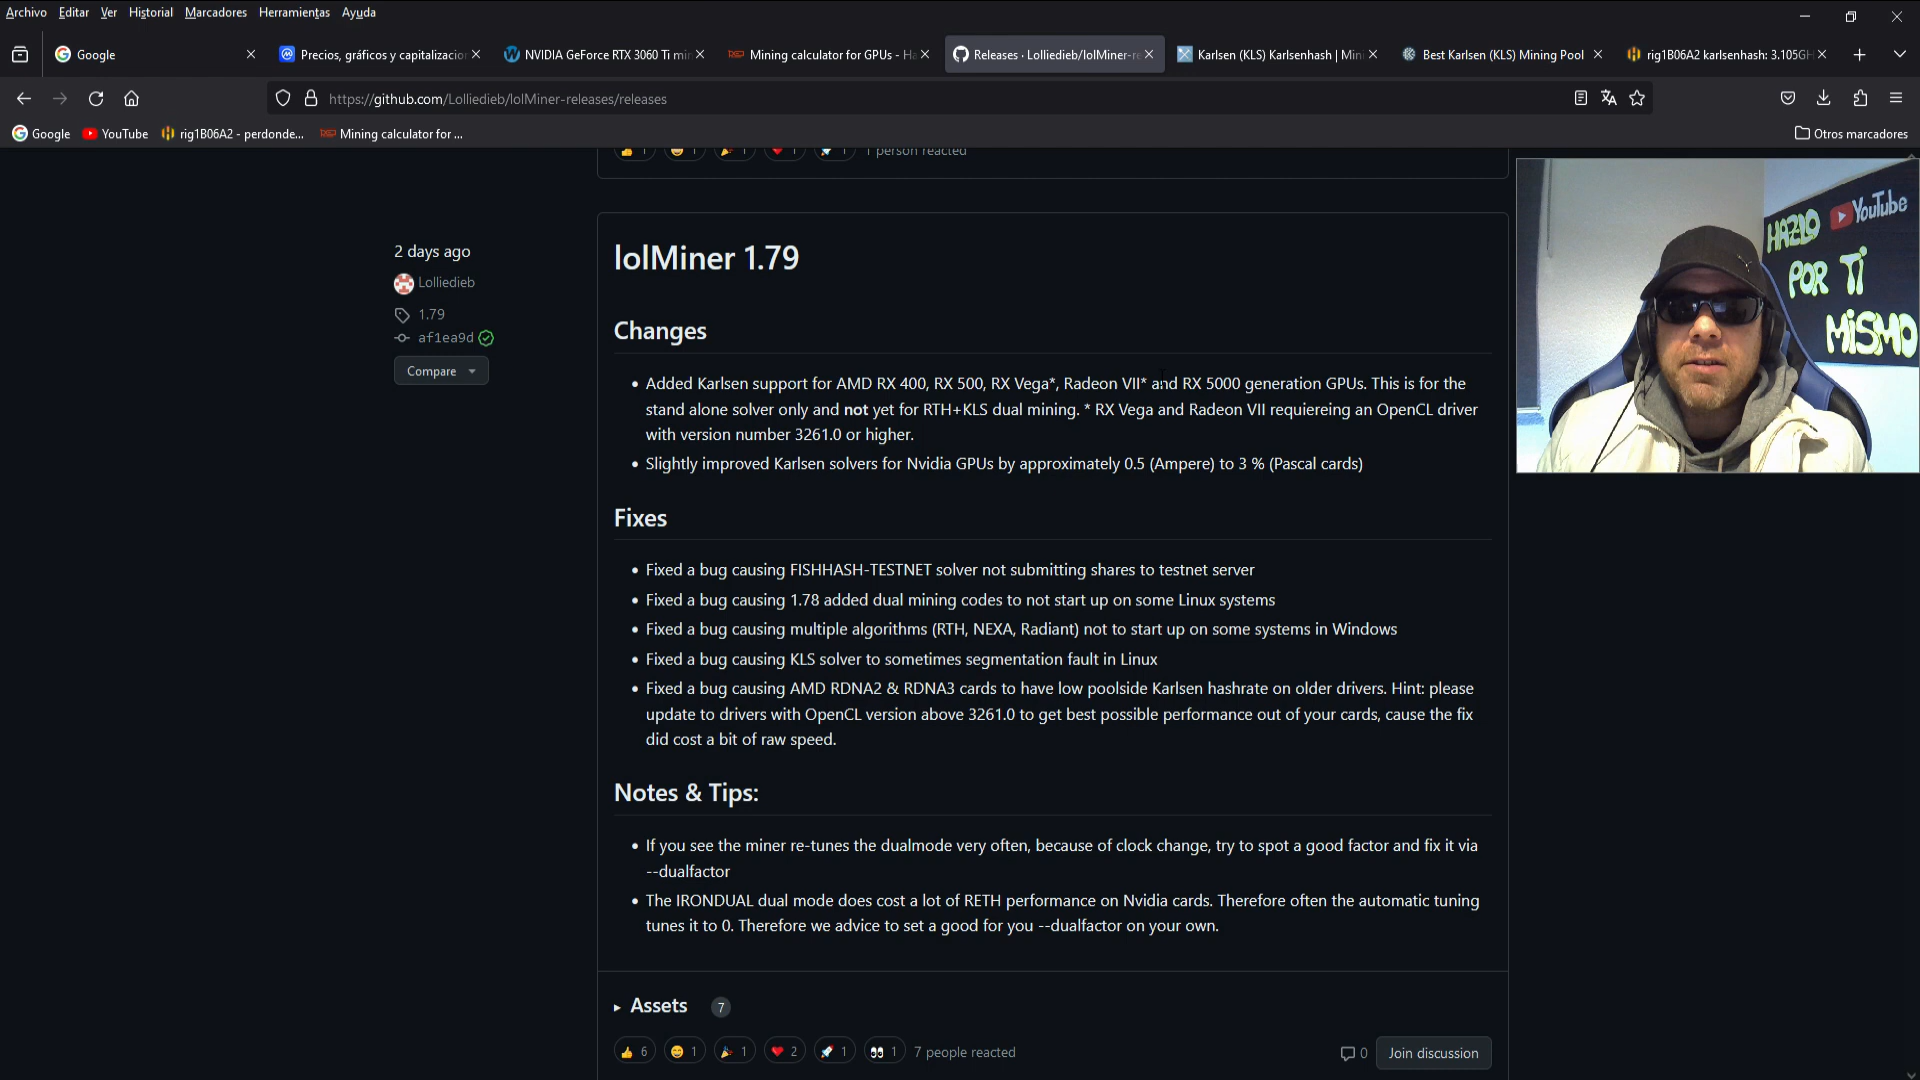 Archivo Editar Ver Historial Marcadores Herramientas Ayuda
Google
Precios, gráficos y capitalizacio
NVIDIA GeForce RTX 3060 Ti mi
Mining calculator for GPUs - Ha
Releases · Lolliedieb/lolMiner-re
Karlsen (KLS) Karlsenhash | Min
Best Karlsen (KLS) Mining Pool
rig1B06A2 karlsenhash: 3.105GH
https://github.com/Lolliedieb/lolMiner-releases/releases
Google YouTube rig1B06A2 - perdonde... Mining calculator for ...
Otros marcadores
1 1 1 1 1 1 person reacted
2 days ago
Lolliedieb
1.79
af1ea9d
Compare
lolMiner 1.79
Changes
• Added Karlsen support for AMD RX 400, RX 500, RX Vega*, Radeon VII* and RX 5000 generation GPUs. This is for the
stand alone solver only and not yet for RTH+KLS dual mining. * RX Vega and Radeon VII requiereing an OpenCL driver
with version number 3261.0 or higher.
• Slightly improved Karlsen solvers for Nvidia GPUs by approximately 0.5 (Ampere) to 3 % (Pascal cards)
Fixes
• Fixed a bug causing FISHHASH-TESTNET solver not submitting shares to testnet server
• Fixed a bug causing 1.78 added dual mining codes to not start up on some Linux systems
• Fixed a bug causing multiple algorithms (RTH, NEXA, Radiant) not to start up on some systems in Windows
• Fixed a bug causing KLS solver to sometimes segmentation fault in Linux
• Fixed a bug causing AMD RDNA2 & RDNA3 cards to have low poolside Karlsen hashrate on older drivers. Hint: please
update to drivers with OpenCL version above 3261.0 to get best possible performance out of your cards, cause the fix
did cost a bit of raw speed.
Notes & Tips:
• If you see the miner re-tunes the dualmode very often, because of clock change, try to spot a good factor and fix it via
--dualfactor
• The IRONDUAL dual mode does cost a lot of RETH performance on Nvidia cards. Therefore often the automatic tuning
tunes it to 0. Therefore we advice to set a good for you --dualfactor on your own.
Assets 7
6 1 1 2 1 1 7 people reacted
0 Join discussion
YouTube
HAZLO
POR Ti
MiSMO